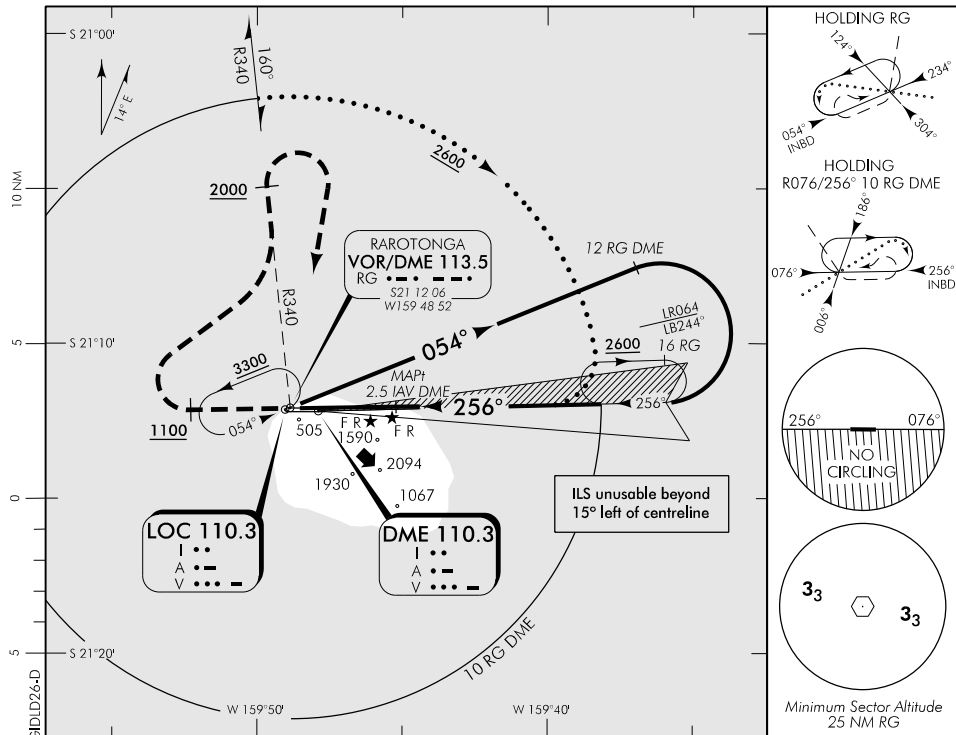 S 21°00'
160°
R340
14° E
10 NM
2600
2000
RAROTONGA
VOR/DME 113.5
RG
S21 12 06
W159 48 52
12 RG DME
R340
LR064
LB244°
S 21°10'
5
054°
2600
16 RG
3300
MAPt
2.5 IAV DME
256°
256°
054°
1100
505
F R
F R
1590
2094
1930
1067
0
ILS unusable beyond
15º left of centreline
LOC 110.3
I
A
V
DME 110.3
I
A
V
10 RG DME
5
S 21°20'
W 159°50'
W 159°40'
GIDLD26-D
HOLDING RG
124°
234°
054°
INBD
304°
HOLDING
R076/256° 10 RG DME
186°
076°
256°
INBD
006°
256°
076°
NO
CIRCLING
33
33
Minimum Sector Altitude
25 NM RG